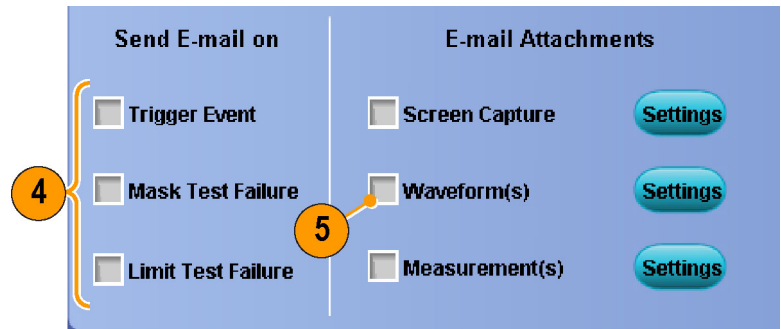 Send E-mail on
E-mail Attachments
Trigger Event
Screen Capture
Settings
4
Mask Test Failure
Waveform(s)
Settings
5
Limit Test Failure
Measurement(s)
Settings